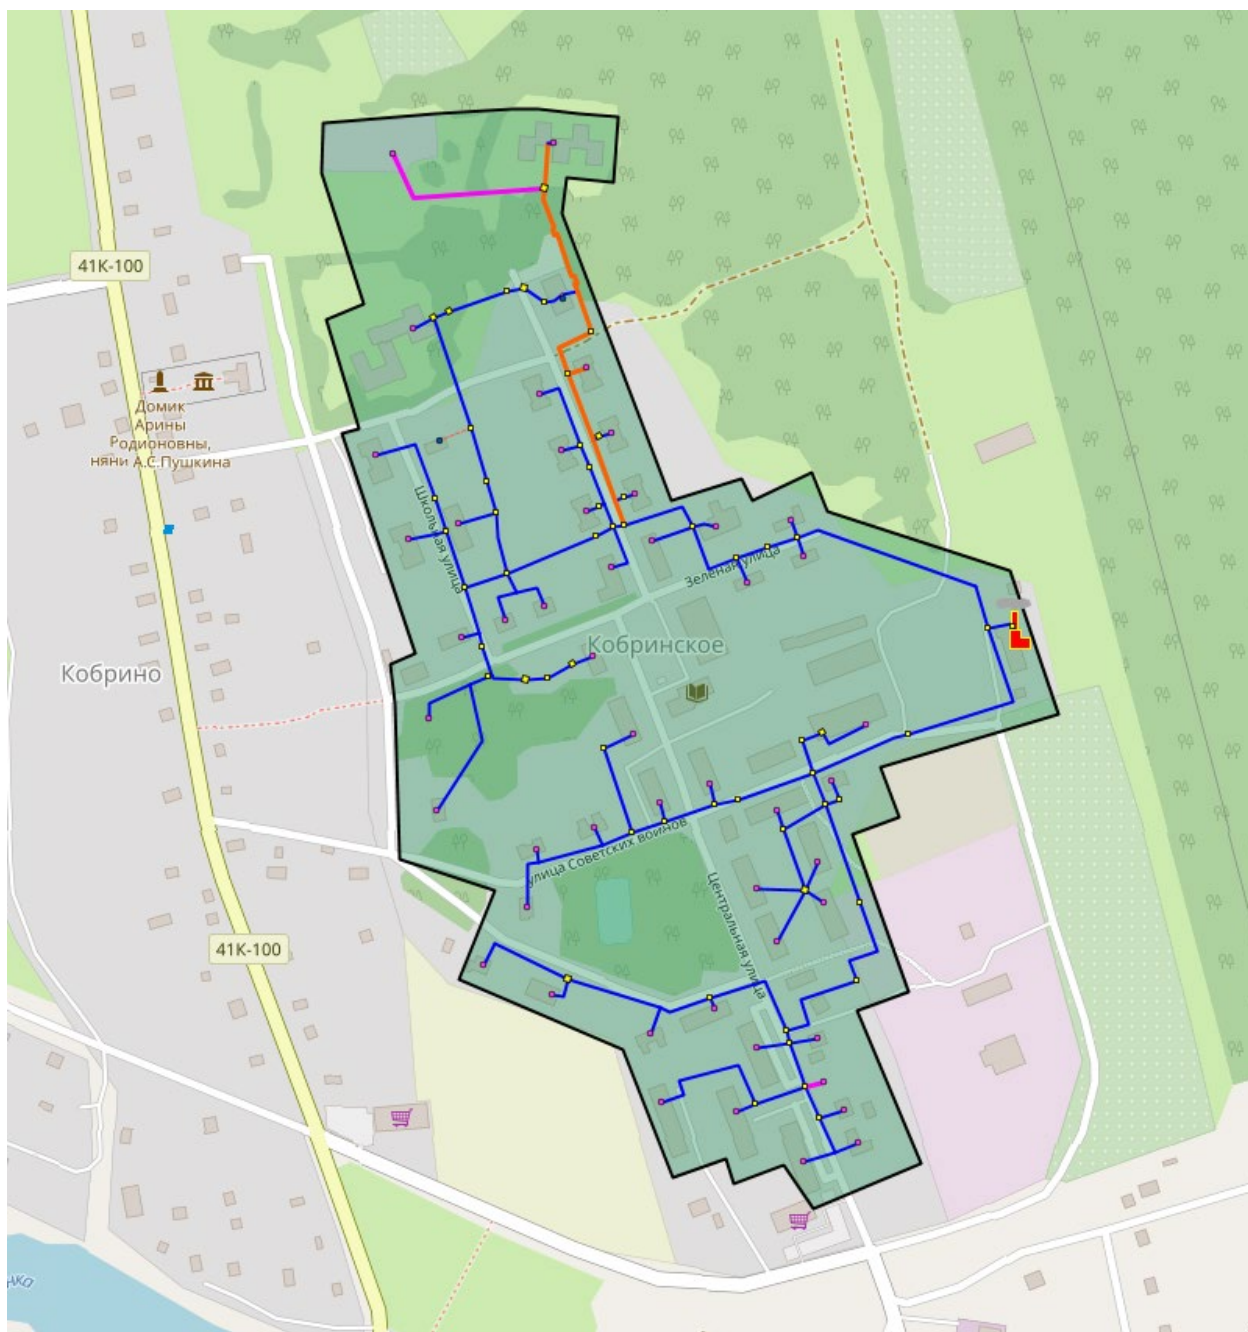 41К-100
Домик
Арины
Родионовны,
няни А.С.Пушкина
Школьная улица
Зелёная улица
Кобринское
Кобрино
улица Советских воинов
Центральная улица
41К-100